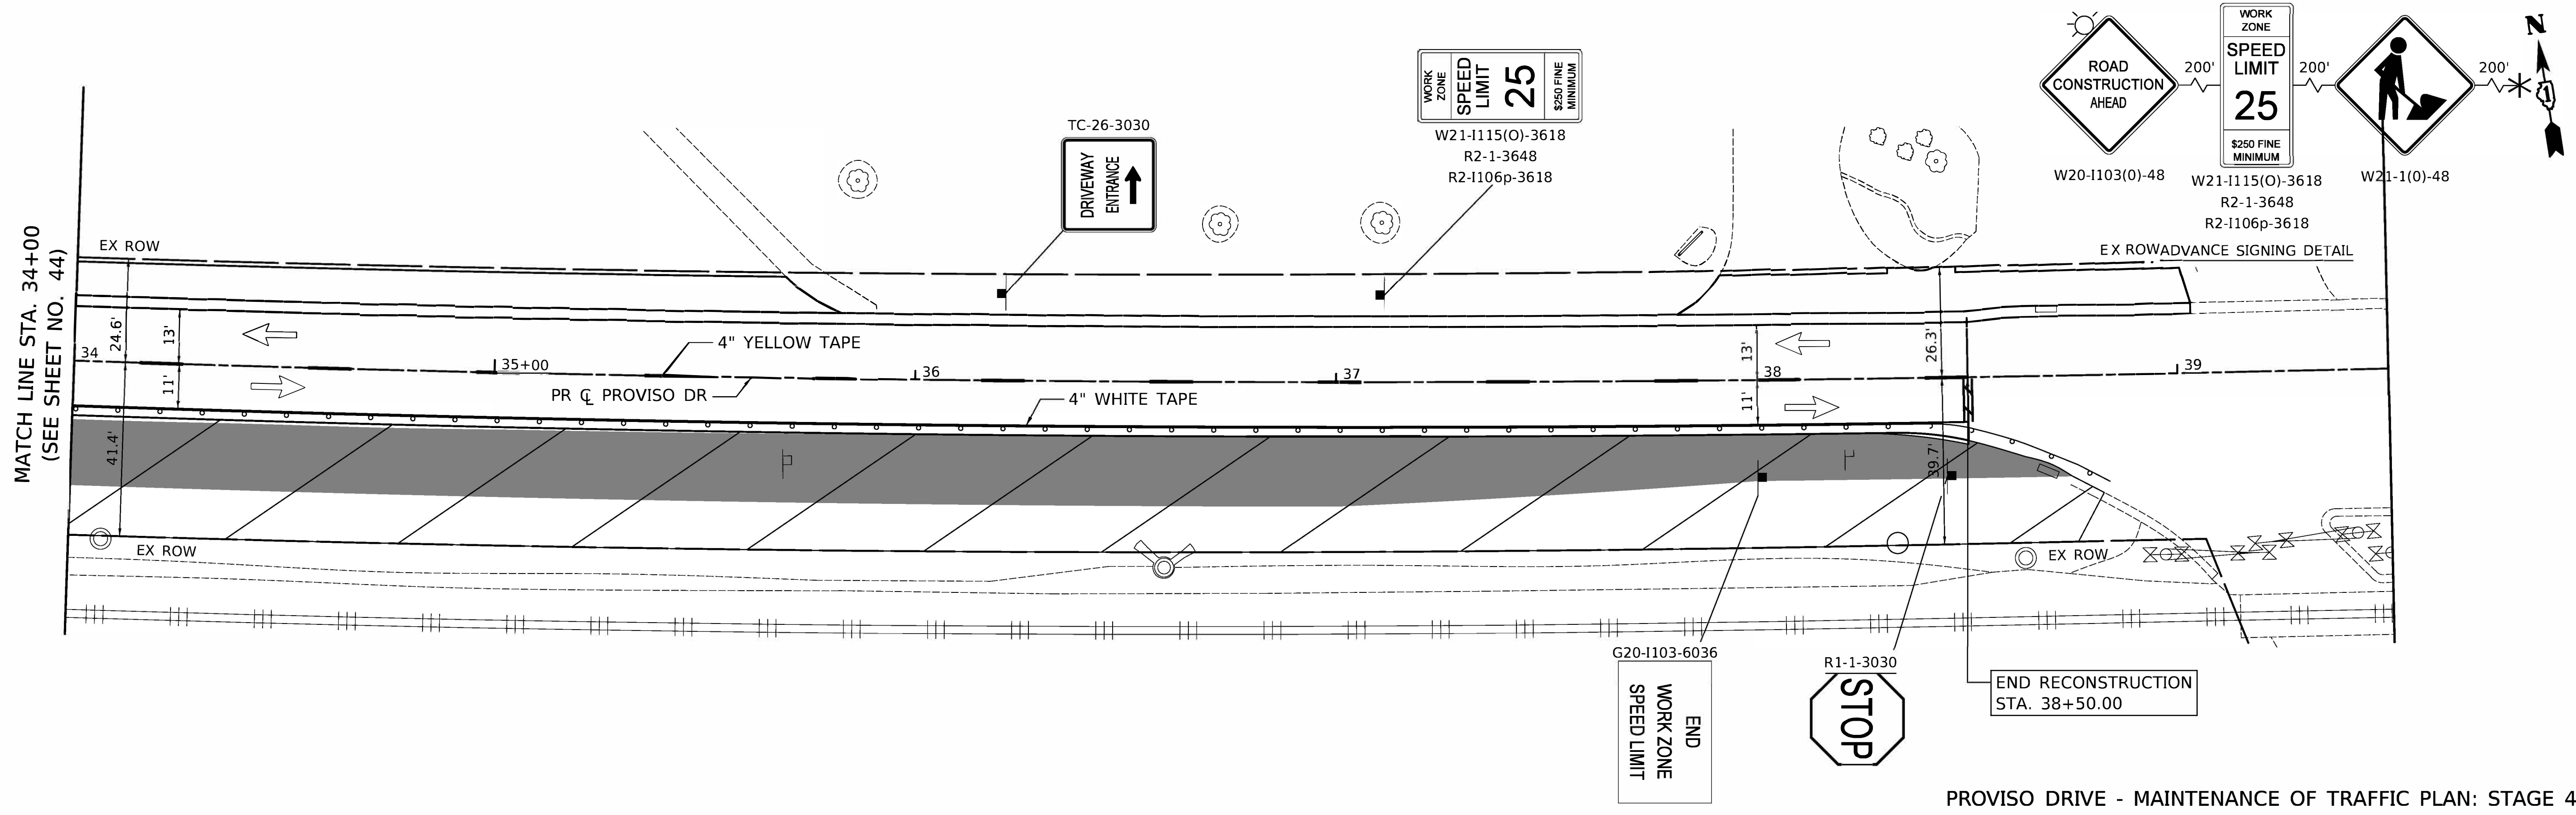 MATCH LINE STA. 34+00
(SEE SHEET NO. 44)
EX ROW
24.6'
13'
34
11'
41.4'
EX ROW
35+00
4" YELLOW TAPE
PR ℄ PROVISO DR
36
4" WHITE TAPE
TC-26-3030
DRIVEWAY
ENTRANCE
WORK
ZONE
SPEED
LIMIT
25
$250 FINE
MINIMUM
W21-I115(O)-3618
R2-1-3648
R2-I106p-3618
37
13'
38
11'
26.3'
39.7'
39
ROAD
CONSTRUCTION
AHEAD
W20-I103(0)-48
200'
WORK
ZONE
SPEED
LIMIT
25
$250 FINE
MINIMUM
W21-I115(O)-3618
R2-1-3648
R2-I106p-3618
200'
W21-1(0)-48
200'
N
1
EX ROW
ADVANCE SIGNING DETAIL
EX ROW
G20-I103-6036
END
WORK ZONE
SPEED LIMIT
R1-1-3030
STOP
END RECONSTRUCTION
STA. 38+50.00
PROVISO DRIVE - MAINTENANCE OF TRAFFIC PLAN: STAGE 4